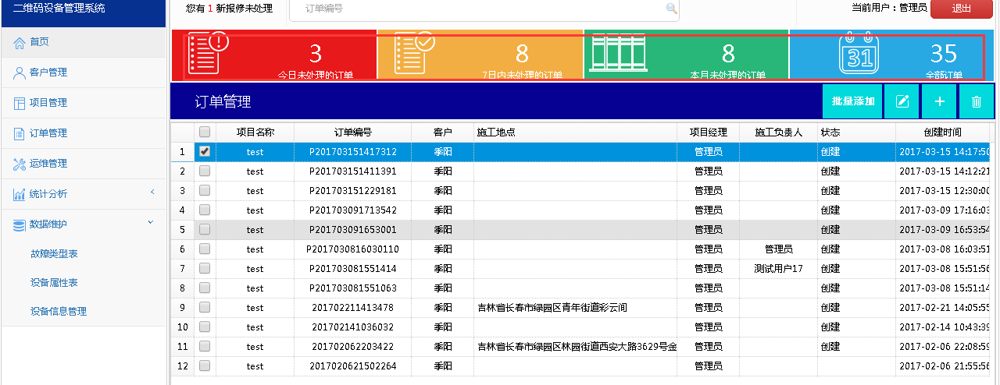 二维码设备管理系统
您有 1 新报修未处理
订单编号
当前用户：管理员
退出
首页
客户管理
项目管理
订单管理
运维管理
统计分析
数据维护
故障类型表
设备属性表
设备信息管理
3
今日未处理的订单
8
7日内未处理的订单
8
本月未处理的订单
31
35
全部订单
订单管理
批量添加
项目名称 订单编号 客户 施工地点 项目经理 施工负责人 状态 创建时间
1 test P201703151417312 季阳 管理员 创建 2017-03-15 14:17:50
2 test P201703151411391 季阳 管理员 创建 2017-03-15 14:12:21
3 test P201703151229181 季阳 管理员 创建 2017-03-15 12:30:00
4 test P201703091713542 季阳 管理员 创建 2017-03-09 17:16:03
5 test P201703091653001 季阳 管理员 创建 2017-03-09 16:53:54
6 test P2017030816030110 季阳 管理员 管理员 创建 2017-03-08 16:03:51
7 test P201703081551414 季阳 管理员 测试用户17 创建 2017-03-08 15:51:56
8 test P201703081551063 季阳 管理员 创建 2017-03-08 15:51:14
9 test 201702211413478 季阳 吉林省长春市绿园区青年街道彩云间 管理员 创建 2017-02-21 14:05:55
10 test 201702141036032 季阳 管理员 创建 2017-02-14 10:43:39
11 test 201702062203422 季阳 吉林省长春市绿园区林园街道西安大路3629号金 管理员 创建 2017-02-06 22:08:59
12 test 2017020621502264 季阳 管理员 2017-02-06 21:55:56